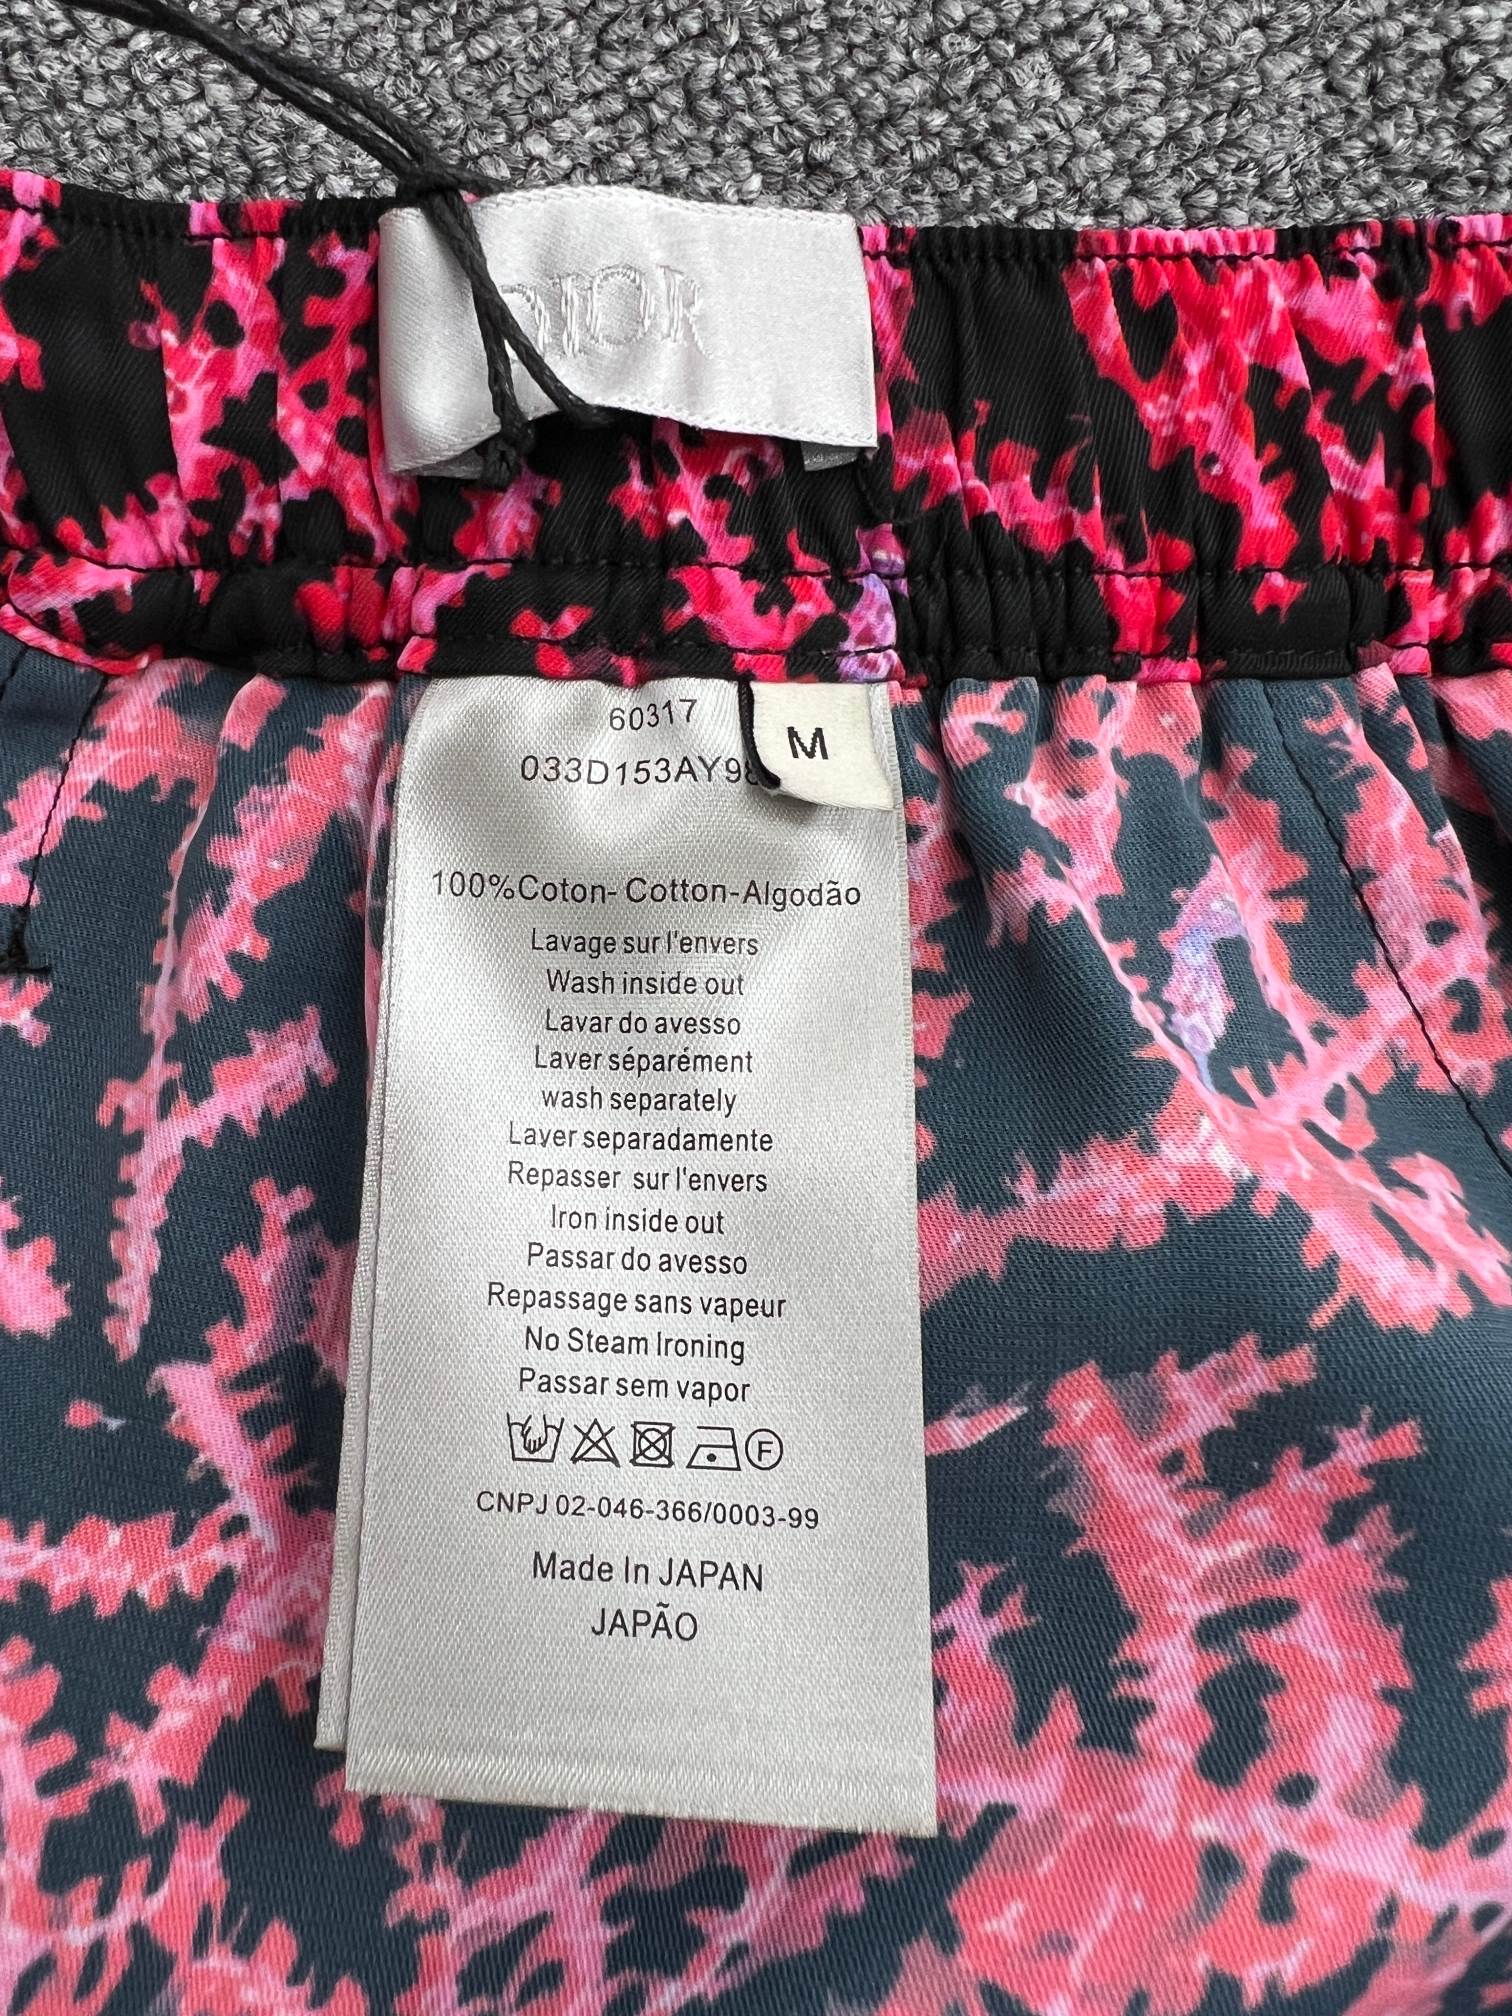 DIOR
60317
M
033D153AY98
100%Coton- Cotton-Algodão
Lavage sur l'envers
Wash inside out
Lavar do avesso
Laver séparément
wash separately
Laver separadamente
Repasser sur l'envers
Iron inside out
Passar do avesso
Repassage sans vapeur
No Steam Ironing
Passar sem vapor
F
CNPJ 02-046-366/0003-99
Made In JAPAN
JAPÃO